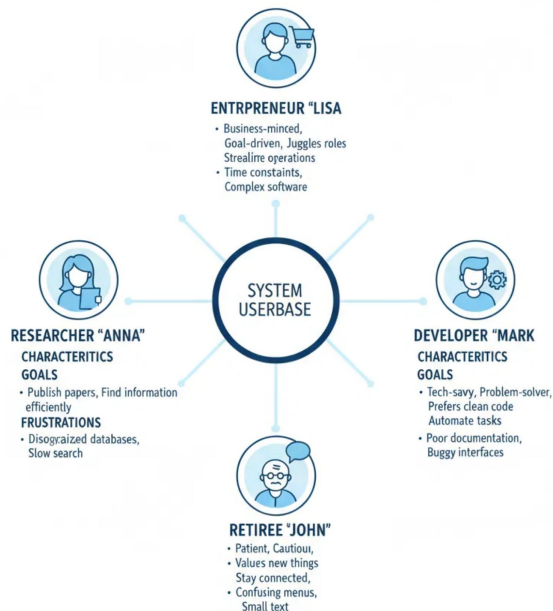 ENTRPRENEUR “LISA
• Business-minced,
Goal-driven, Juggles roles
Strealire operations
• Time constaints,
Complex software
SYSTEM
USERBASE
RESEARCHER “ANNA”
CHARACTERITICS
GOALS
• Publish papers, Find information
efficiently
FRUSTRATIONS
• Disograized databases,
Slow search
DEVELOPER “MARK
CHARACTERITICS
GOALS
• Tech-savy, Problem-solver,
Prefers clean code
Automate tasks
• Poor documentation,
Buggy interfaces
RETIREE “JOHN”
• Patient, Cautiour,
• Values new things
Stay connected,
• Confusing menus,
Small text